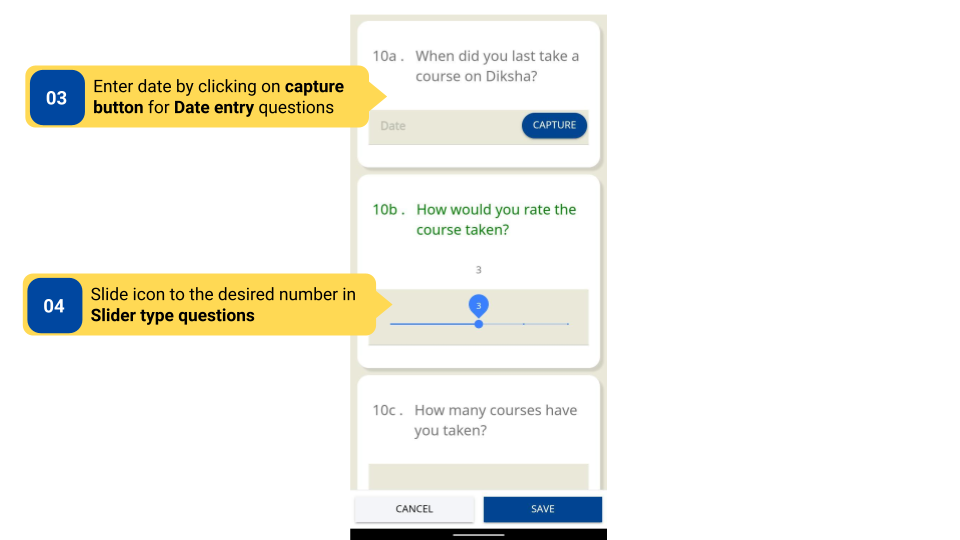 10a . When did you last take a
course on Diksha?
03
Enter date by clicking on capture
button for Date entry questions
Date
CAPTURE
10b . How would you rate the
course taken?
3
04
Slide icon to the desired number in
Slider type questions
3
10c . How many courses have
you taken?
CANCEL
SAVE